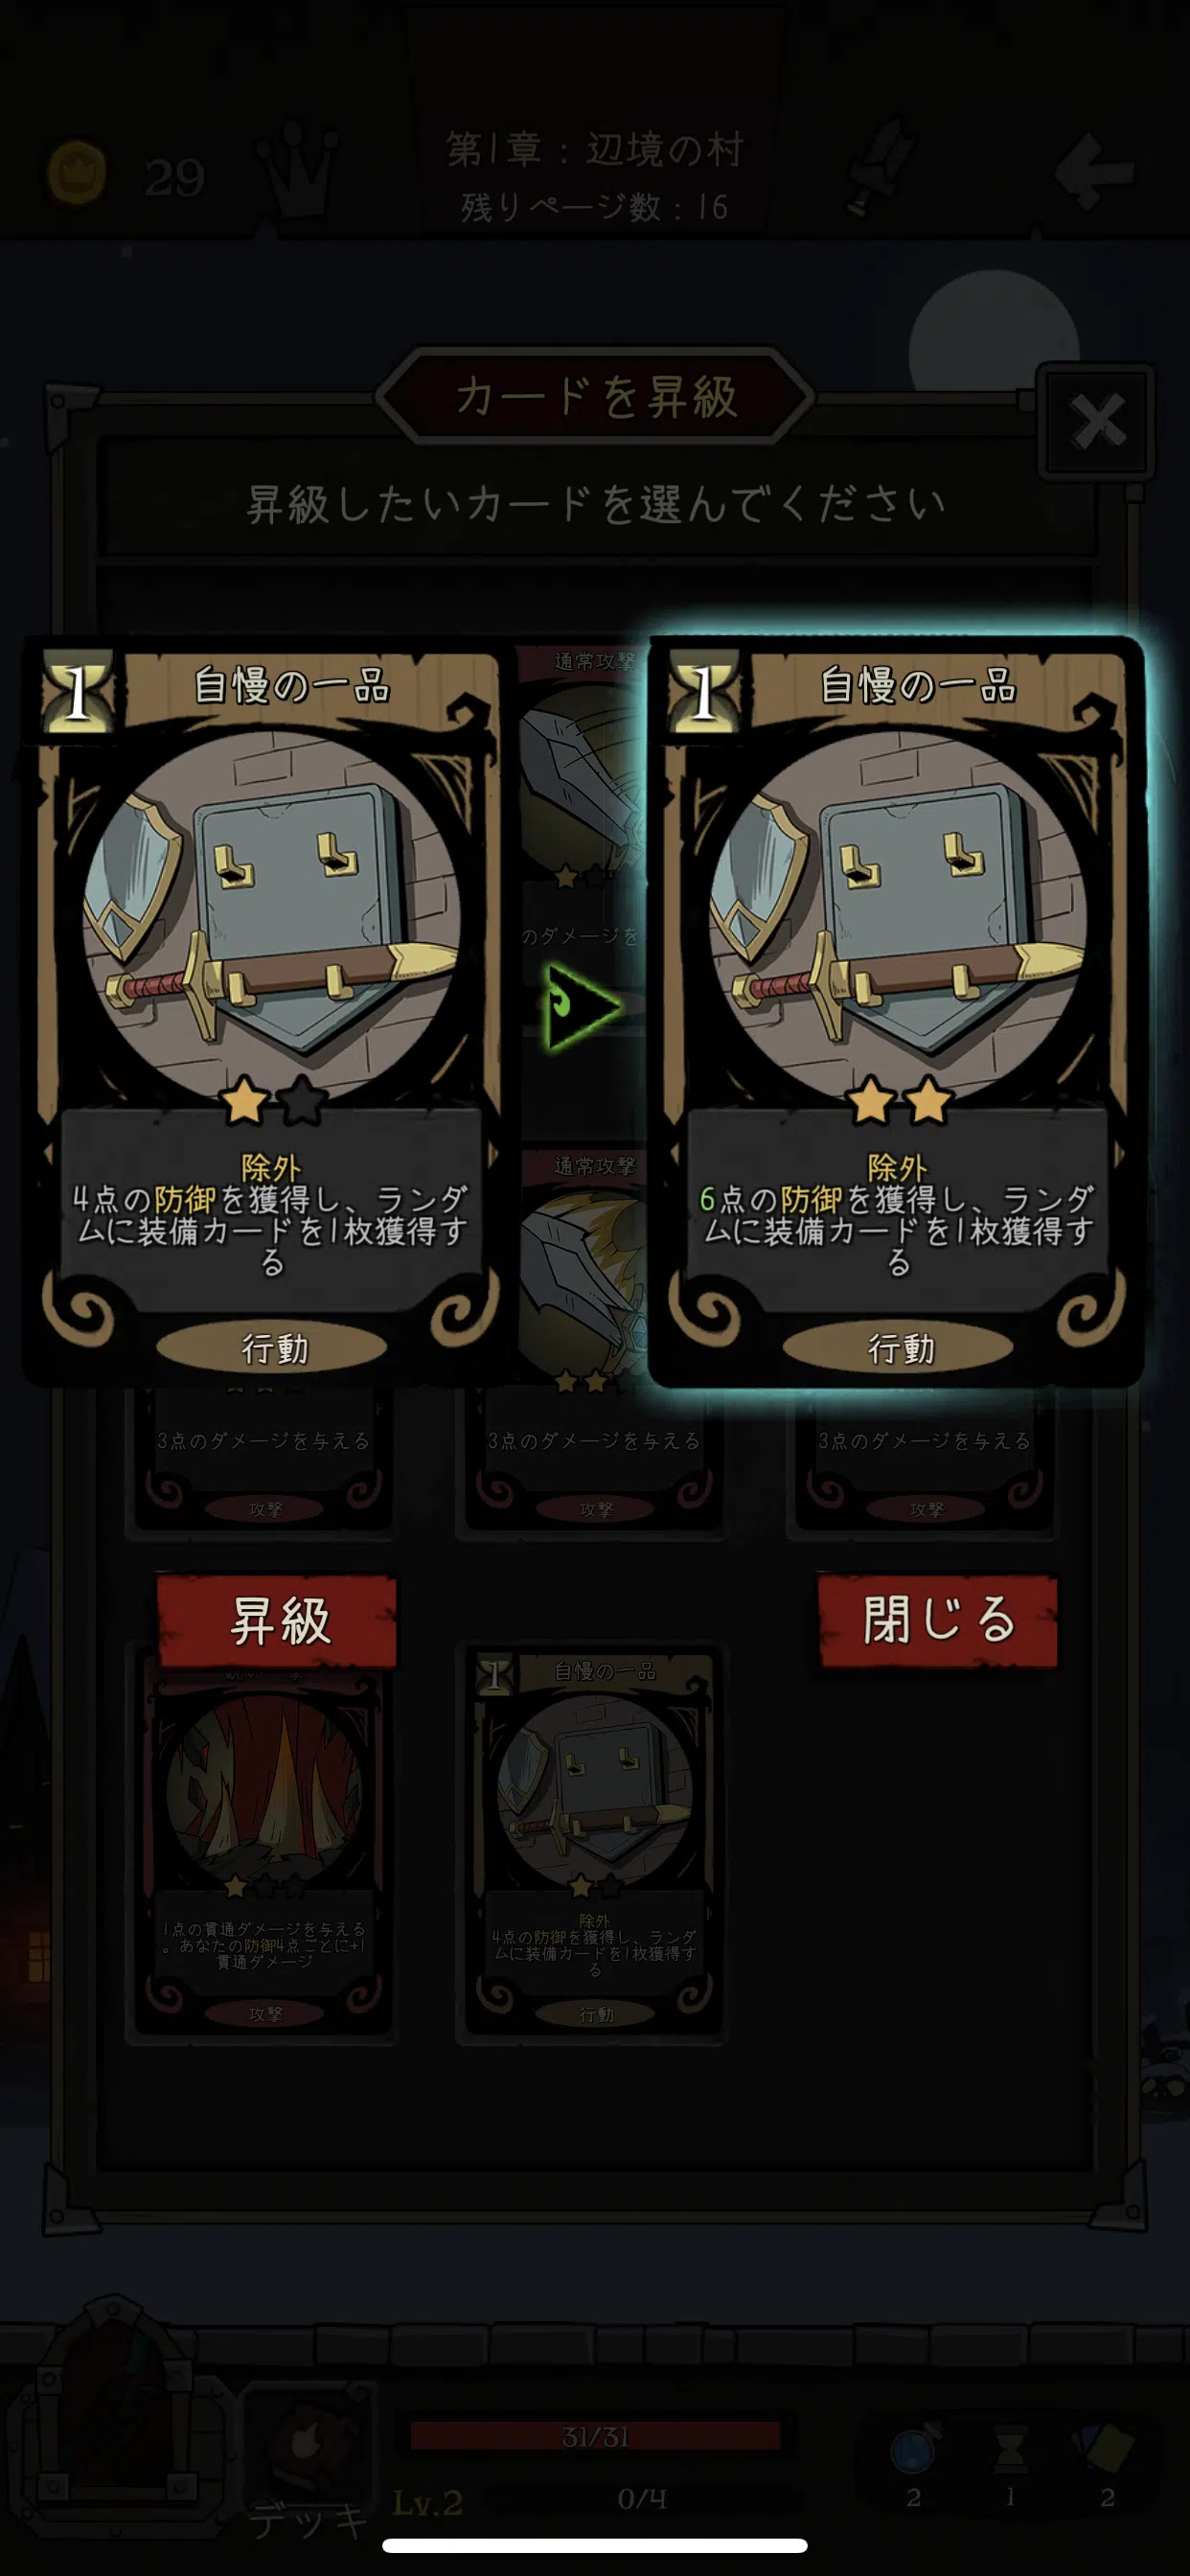 29
第1章：辺境の村
残りページ数：16
カードを昇級
昇級したいカードを選んでください
1
自慢の一品
除外
4点の防御を獲得し、ランダ
ムに装備カードを1枚獲得す
る
行動
通常攻撃
のダメージを
通常攻撃
1
自慢の一品
除外
6点の防御を獲得し、ランダ
ムに装備カードを1枚獲得す
る
行動
3点のダメージを与える
攻撃
3点のダメージを与える
攻撃
3点のダメージを与える
攻撃
昇級
閉じる
1点の貫通ダメージを与える
。あなたの防御4点ごとに+1
貫通ダメージ
攻撃
1
自慢の一品
除外
4点の防御を獲得し、ランダ
ムに装備カードを1枚獲得す
る
行動
デッキ
31/31
Lv.2
0/4
2
1
2